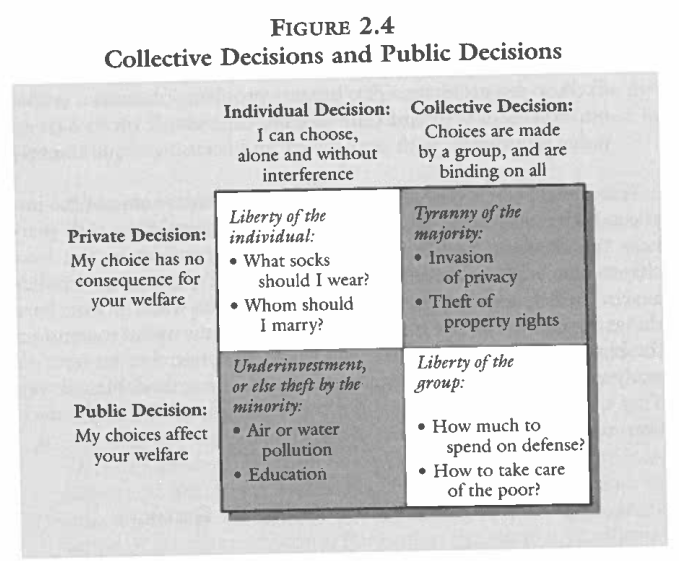 FIGURE 2.4
Collective Decisions and Public Decisions
Individual Decision:
I can choose,
alone and without
interference
Collective Decision:
Choices are made
by a group, and are
binding on all
Private Decision:
My choice has no
consequence for
your welfare
Liberty of the
individual:
• What socks
should I wear?
• Whom should
I marry?
Tyranny of the
majority:
• Invasion
of privacy
• Theft of
property rights
Public Decision:
My choices affect
your welfare
Underinvestment,
or else theft by the
minority:
• Air or water
pollution
• Education
Liberty of the
group:
• How much to
spend on defense?
• How to take care
of the poor?